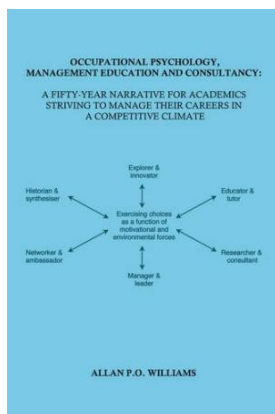 OCCUPATIONAL PSYCHOLOGY,
MANAGEMENT EDUCATION AND CONSULTANCY:
A FIFTY-YEAR NARRATIVE FOR ACADEMICS
STRIVING TO MANAGE THEIR CAREERS IN
A COMPETITIVE CLIMATE
Explorer &
innovator
Historian &
synthesiser
Educator &
tutor
Exercising choices
as a function of
motivational and
environmental forces
Networker &
ambassador
Researcher &
consultant
Manager &
leader
ALLAN P.O. WILLIAMS